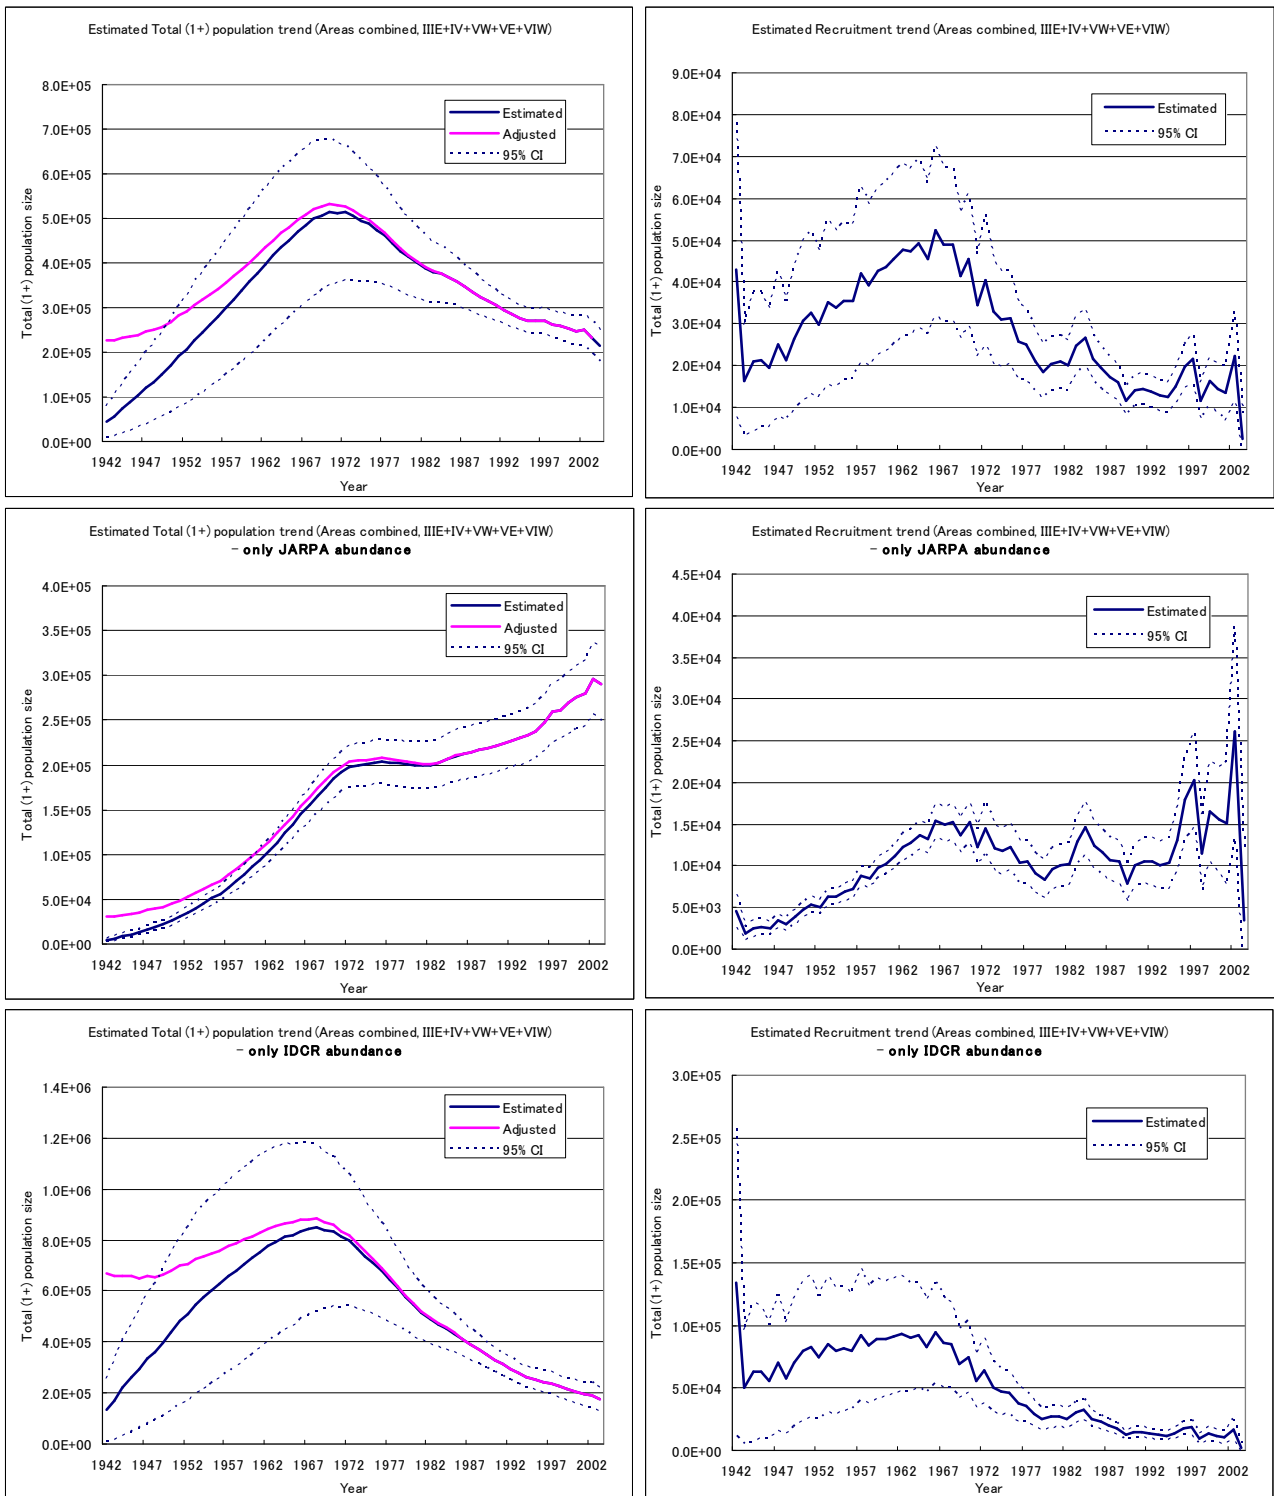 Estimated Total (1+) population trend (Areas combined, IIIE+IV+VW+VE+VIW)
8.0E+05
7.0E+05
6.0E+05
5.0E+05
4.0E+05
3.0E+05
2.0E+05
1.0E+05
0.0E+00
Total (1+) population size
Estimated
Adjusted
95% CI
1942 1947 1952 1957 1962 1967 1972 1977 1982 1987 1992 1997 2002
Year
Estimated Recruitment trend (Areas combined, IIIE+IV+VW+VE+VIW)
9.0E+04
8.0E+04
7.0E+04
6.0E+04
5.0E+04
4.0E+04
3.0E+04
2.0E+04
1.0E+04
0.0E+00
Total (1+) population size
Estimated
95% CI
1942 1947 1952 1957 1962 1967 1972 1977 1982 1987 1992 1997 2002
Year
Estimated Total (1+) population trend (Areas combined, IIIE+IV+VW+VE+VIW)
- only JARPA abundance
4.0E+05
3.5E+05
3.0E+05
2.5E+05
2.0E+05
1.5E+05
1.0E+05
5.0E+04
0.0E+00
Total (1+) population size
Estimated
Adjusted
95% CI
1942 1947 1952 1957 1962 1967 1972 1977 1982 1987 1992 1997 2002
Year
Estimated Recruitment trend (Areas combined, IIIE+IV+VW+VE+VIW)
- only JARPA abundance
4.5E+04
4.0E+04
3.5E+04
3.0E+04
2.5E+04
2.0E+04
1.5E+04
1.0E+04
5.0E+03
0.0E+00
Total (1+) population size
Estimated
95% CI
1942 1947 1952 1957 1962 1967 1972 1977 1982 1987 1992 1997 2002
Year
Estimated Total (1+) population trend (Areas combined, IIIE+IV+VW+VE+VIW)
- only IDCR abundance
1.4E+06
1.2E+06
1.0E+06
8.0E+05
6.0E+05
4.0E+05
2.0E+05
0.0E+00
Total (1+) population size
Estimated
Adjusted
95% CI
1942 1947 1952 1957 1962 1967 1972 1977 1982 1987 1992 1997 2002
Year
Estimated Recruitment trend (Areas combined, IIIE+IV+VW+VE+VIW)
- only IDCR abundance
3.0E+05
2.5E+05
2.0E+05
1.5E+05
1.0E+05
5.0E+04
0.0E+00
Total (1+) population size
Estimated
95% CI
1942 1947 1952 1957 1962 1967 1972 1977 1982 1987 1992 1997 2002
Year